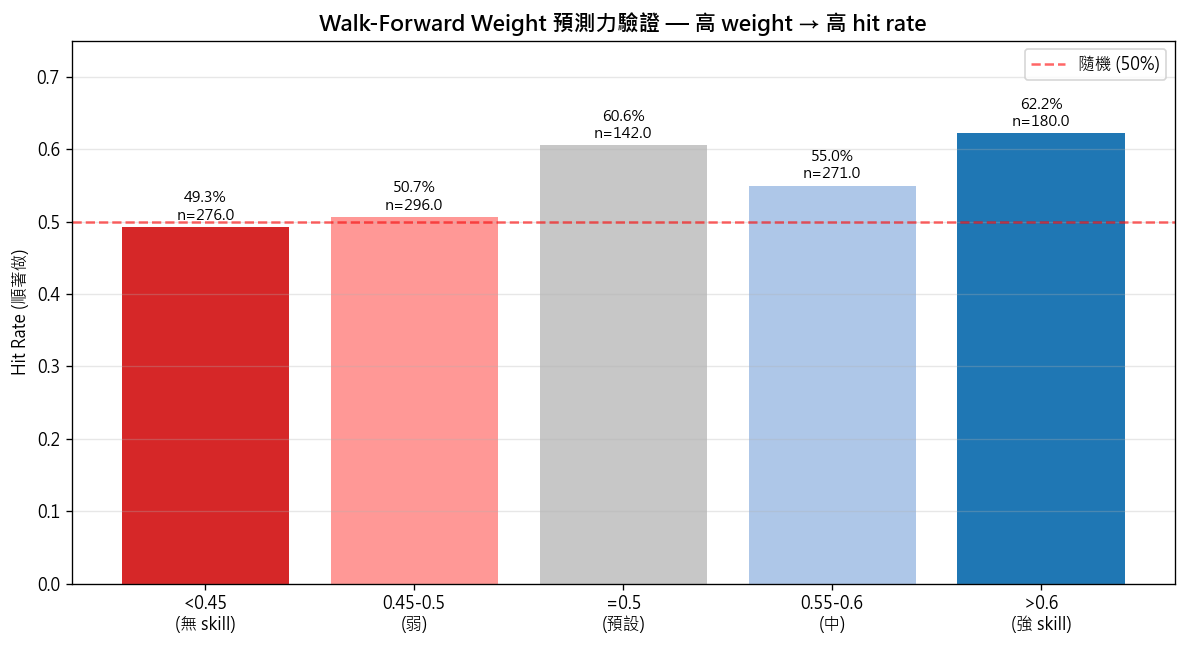 Walk-Forward Weight 預測力驗證 — 高 weight → 高 hit rate
隨機 (50%)
Hit Rate (順著做)
0.7
0.6
0.5
0.4
0.3
0.2
0.1
0.0
49.3%
n=276.0
50.7%
n=296.0
60.6%
n=142.0
55.0%
n=271.0
62.2%
n=180.0
<0.45
(無 skill)
0.45-0.5
(弱)
=0.5
(預設)
0.55-0.6
(中)
>0.6
(強 skill)